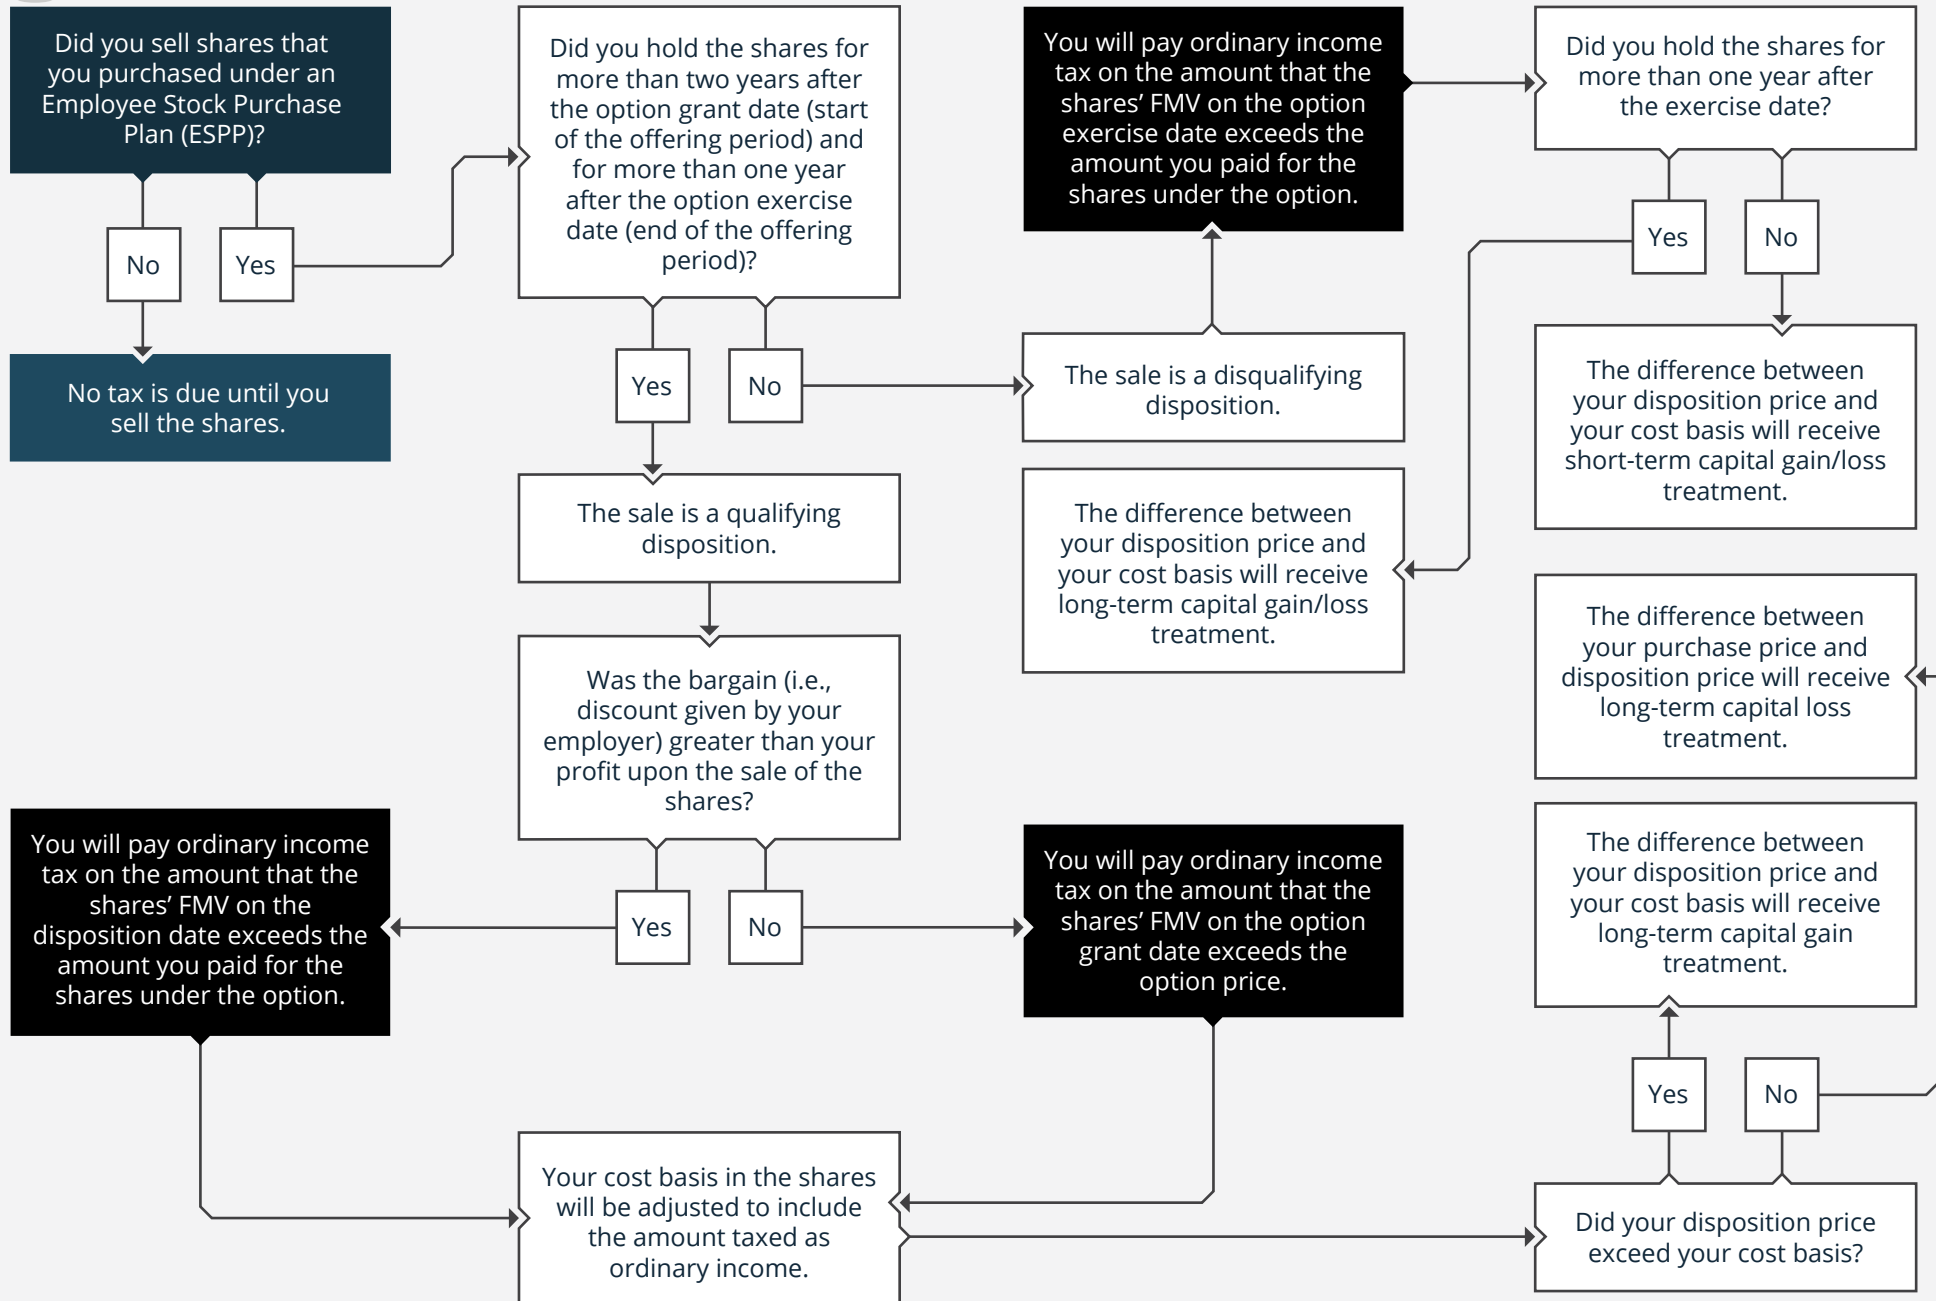 Did you sell shares that
you purchased under an
Employee Stock Purchase
Plan (ESPP)?
No
Yes
No tax is due until you
sell the shares.
Did you hold the shares for
more than two years after
the option grant date (start
of the offering period) and
for more than one year
after the option exercise
date (end of the offering
period)?
Yes
No
The sale is a disqualifying
disposition.
You will pay ordinary income
tax on the amount that the
shares’ FMV on the option
exercise date exceeds the
amount you paid for the
shares under the option.
Did you hold the shares for
more than one year after
the exercise date?
Yes
No
The difference between
your disposition price and
your cost basis will receive
short-term capital gain/loss
treatment.
The difference between
your disposition price and
your cost basis will receive
long-term capital gain/loss
treatment.
The sale is a qualifying
disposition.
Was the bargain (i.e.,
discount given by your
employer) greater than your
profit upon the sale of the
shares?
Yes
No
You will pay ordinary income
tax on the amount that the
shares’ FMV on the
disposition date exceeds the
amount you paid for the
shares under the option.
You will pay ordinary income
tax on the amount that the
shares’ FMV on the option
grant date exceeds the
option price.
Your cost basis in the shares
will be adjusted to include
the amount taxed as
ordinary income.
Did your disposition price
exceed your cost basis?
Yes
No
The difference between
your disposition price and
your cost basis will receive
long-term capital gain
treatment.
The difference between
your purchase price and
disposition price will receive
long-term capital loss
treatment.